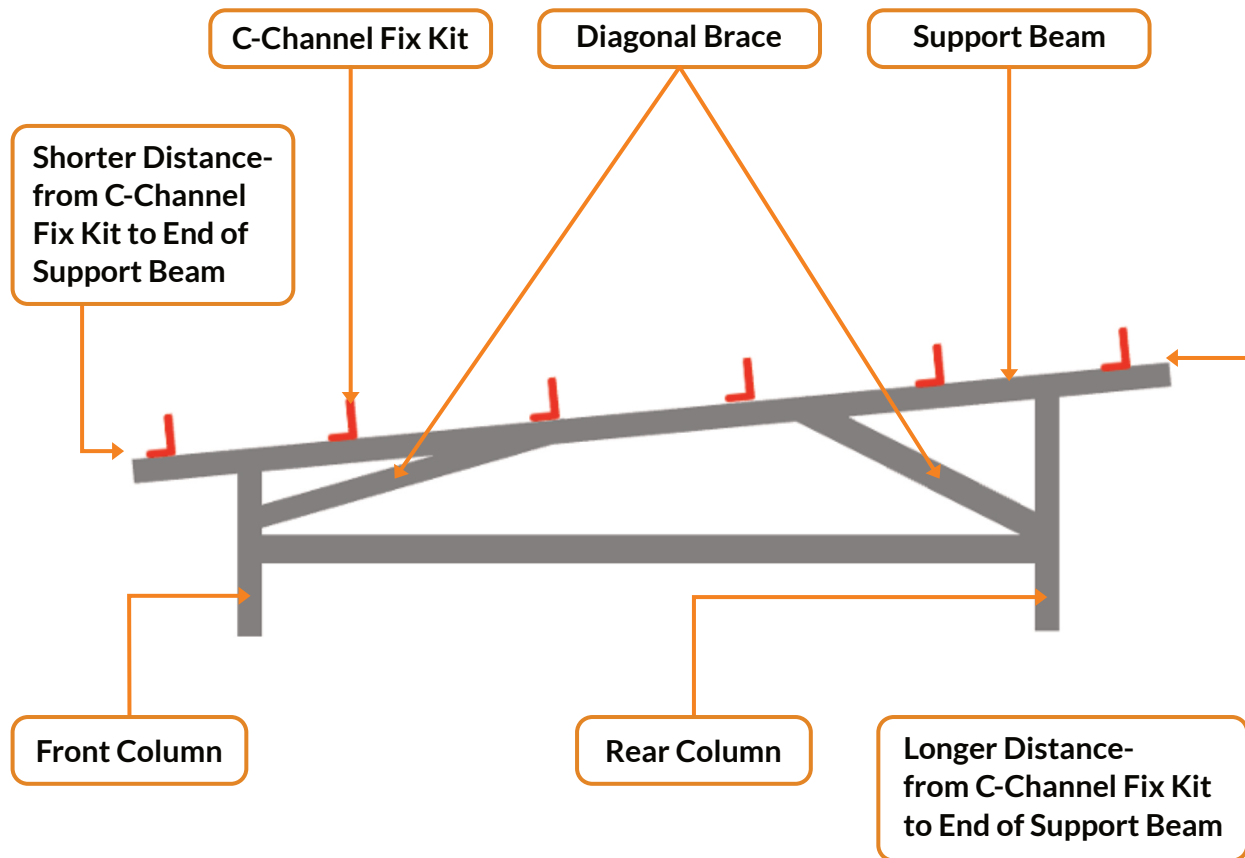 C-Channel Fix Kit
Diagonal Brace
Support Beam
Shorter Distance-
from C-Channel
Fix Kit to End of
Support Beam
Front Column
Rear Column
Longer Distance-
from C-Channel Fix Kit
to End of Support Beam